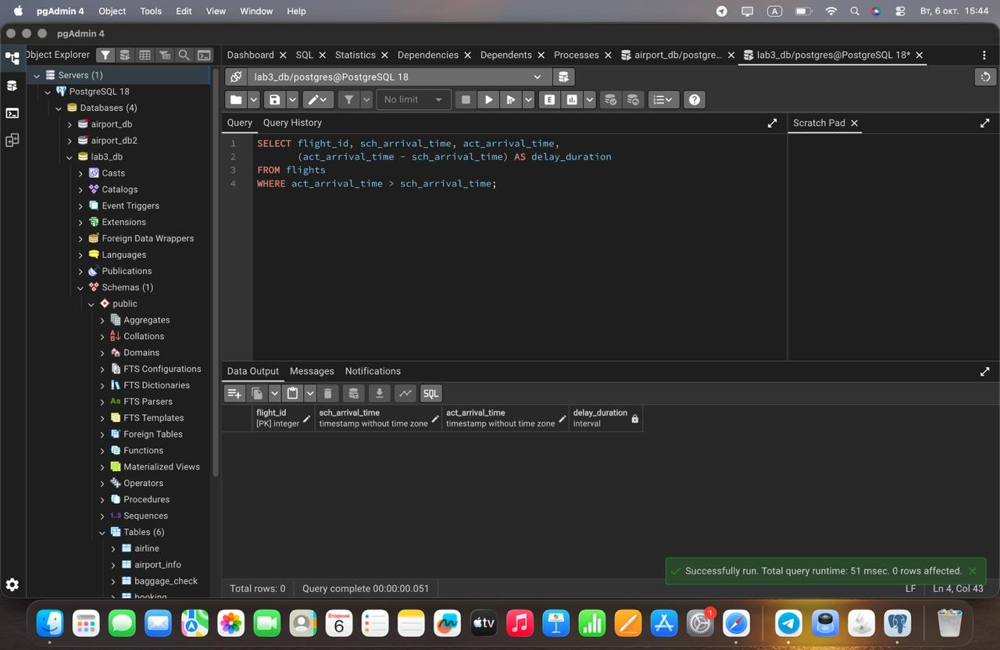 pgAdmin 4 Object Tools Edit View Window Help A Вт, 6 окт. 15:44
pgAdmin 4
Object Explorer
Dashboard SQL Statistics Dependencies Dependents Processes airport_db/postgre... lab3_db/postgres@PostgreSQL 18*
Servers (1)
PostgreSQL 18
Databases (4)
airport_db
airport_db2
lab3_db
Casts
Catalogs
Event Triggers
Extensions
Foreign Data Wrappers
Languages
Publications
Schemas (1)
public
Aggregates
Collations
Domains
FTS Configurations
FTS Dictionaries
Aa FTS Parsers
FTS Templates
Foreign Tables
Functions
Materialized Views
Operators
Procedures
1..3 Sequences
Tables (6)
airline
airport_info
baggage_check
booking
lab3_db/postgres@PostgreSQL 18
No limit E
Query Query History
Scratch Pad
1 SELECT flight_id, sch_arrival_time, act_arrival_time,
2 (act_arrival_time - sch_arrival_time) AS delay_duration
3 FROM flights
4 WHERE act_arrival_time > sch_arrival_time;
Data Output Messages Notifications
SQL
flight_id
[PK] integer
sch_arrival_time
timestamp without time zone
act_arrival_time
timestamp without time zone
delay_duration
interval
Successfully run. Total query runtime: 51 msec. 0 rows affected.
Total rows: 0 Query complete 00:00:00.051 LF Ln 4, Col 43
Вторник
6
tv
1